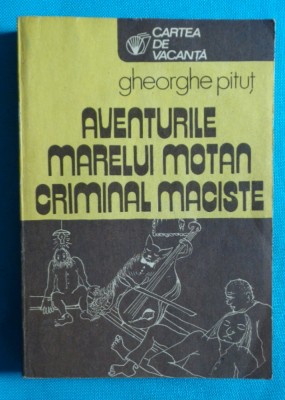 CARTEA
DE
VACANȚĂ
gheorghe pituț
AVENTURILE
MARELUI MOTAN
CRIMINAL MACISTE